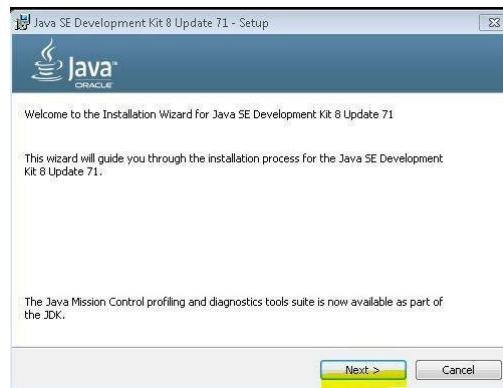 Java SE Development Kit 8 Update 71 - Setup
Java™
ORACLE
Welcome to the Installation Wizard for Java SE Development Kit 8 Update 71
This wizard will guide you through the installation process for the Java SE Development
Kit 8 Update 71.
The Java Mission Control profiling and diagnostics tools suite is now available as part of
the JDK.
Next >
Cancel